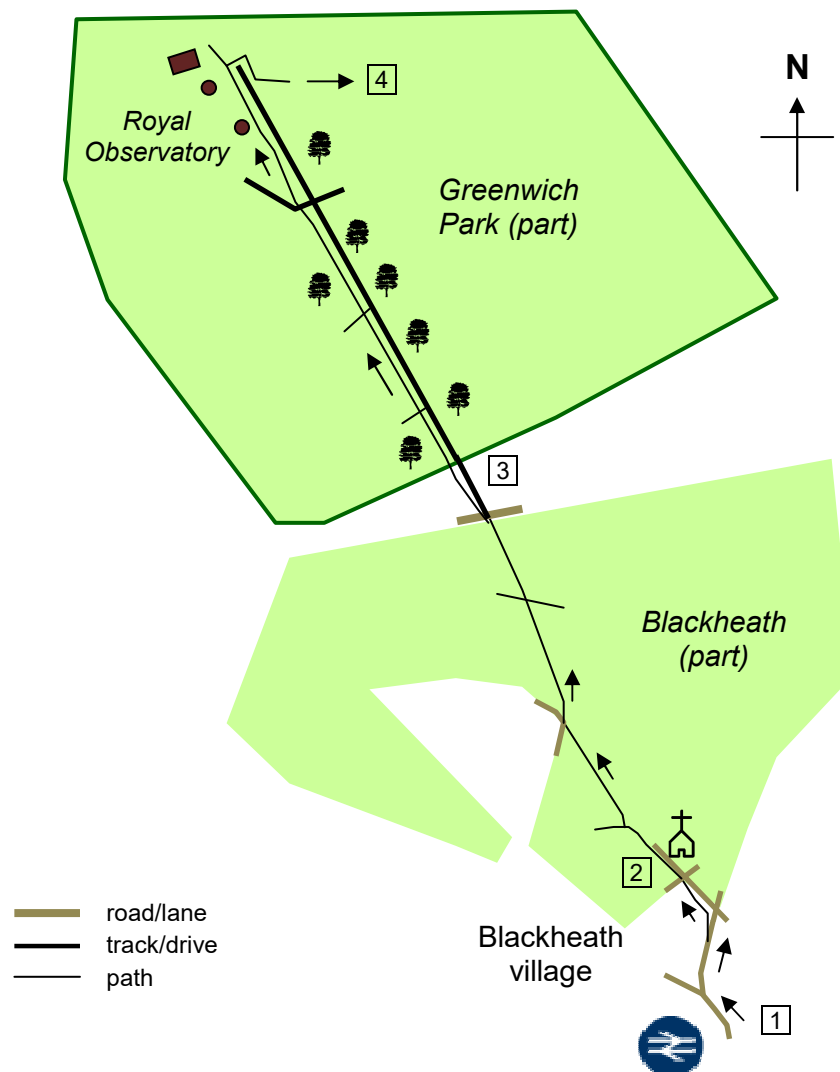 4
N
Royal
Observatory
Greenwich
Park (part)
3
Blackheath
(part)
2
road/lane
track/drive
path
Blackheath
village
1